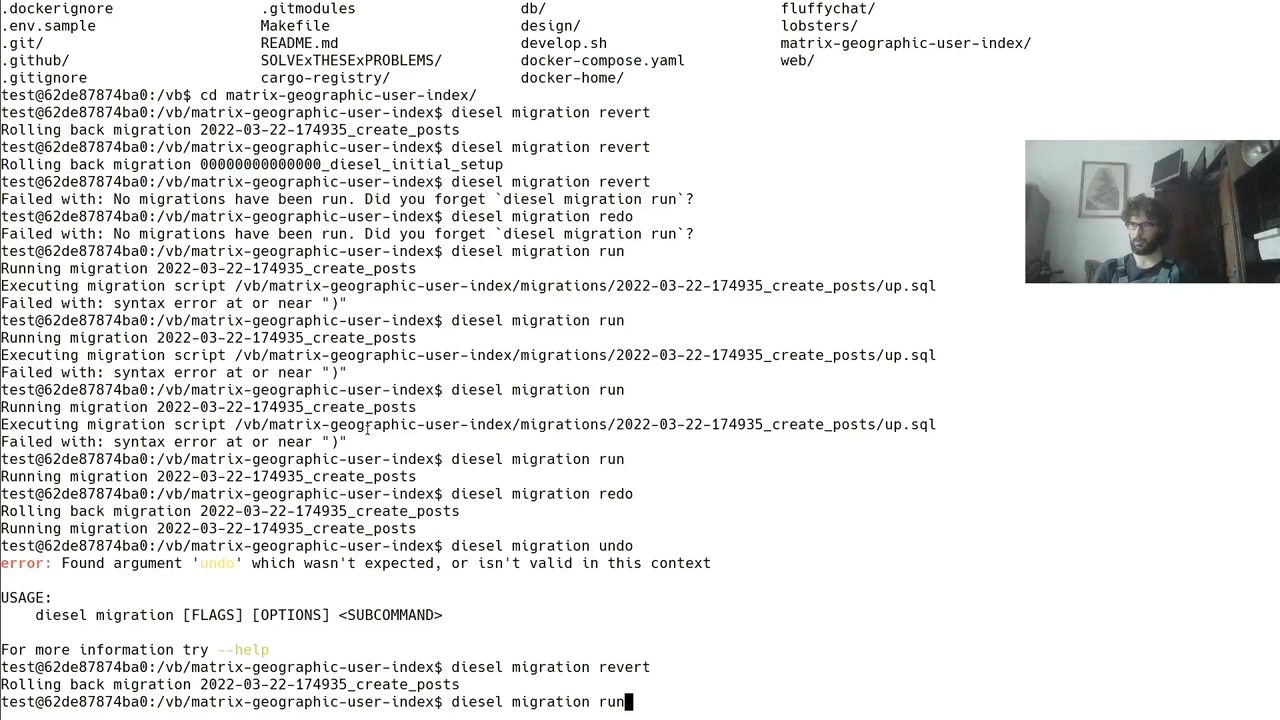 .dockerignore .gitmodules db/ fluffychat/
.env.sample Makefile design/ lobsters/
.git/ README.md develop.sh matrix-geographic-user-index/
.github/ SOLVExTHESExPROBLEMS/ docker-compose.yaml web/
.gitignore cargo-registry/ docker-home/
test@62de87874ba0:/vb$ cd matrix-geographic-user-index/
test@62de87874ba0:/vb/matrix-geographic-user-index$ diesel migration revert
Rolling back migration 2022-03-22-174935_create_posts
test@62de87874ba0:/vb/matrix-geographic-user-index$ diesel migration revert
Rolling back migration 00000000000000_diesel_initial_setup
test@62de87874ba0:/vb/matrix-geographic-user-index$ diesel migration revert
Failed with: No migrations have been run. Did you forget `diesel migration run`?
test@62de87874ba0:/vb/matrix-geographic-user-index$ diesel migration redo
Failed with: No migrations have been run. Did you forget `diesel migration run`?
test@62de87874ba0:/vb/matrix-geographic-user-index$ diesel migration run
Running migration 2022-03-22-174935_create_posts
Executing migration script /vb/matrix-geographic-user-index/migrations/2022-03-22-174935_create_posts/up.sql
Failed with: syntax error at or near ")"
test@62de87874ba0:/vb/matrix-geographic-user-index$ diesel migration run
Running migration 2022-03-22-174935_create_posts
Executing migration script /vb/matrix-geographic-user-index/migrations/2022-03-22-174935_create_posts/up.sql
Failed with: syntax error at or near ")"
test@62de87874ba0:/vb/matrix-geographic-user-index$ diesel migration run
Running migration 2022-03-22-174935_create_posts
Executing migration script /vb/matrix-geographic-user-index/migrations/2022-03-22-174935_create_posts/up.sql
Failed with: syntax error at or near ")"
test@62de87874ba0:/vb/matrix-geographic-user-index$ diesel migration run
Running migration 2022-03-22-174935_create_posts
test@62de87874ba0:/vb/matrix-geographic-user-index$ diesel migration redo
Rolling back migration 2022-03-22-174935_create_posts
Running migration 2022-03-22-174935_create_posts
test@62de87874ba0:/vb/matrix-geographic-user-index$ diesel migration undo
error: Found argument 'undo' which wasn't expected, or isn't valid in this context
USAGE:
diesel migration [FLAGS] [OPTIONS] <SUBCOMMAND>
For more information try --help
test@62de87874ba0:/vb/matrix-geographic-user-index$ diesel migration revert
Rolling back migration 2022-03-22-174935_create_posts
test@62de87874ba0:/vb/matrix-geographic-user-index$ diesel migration run